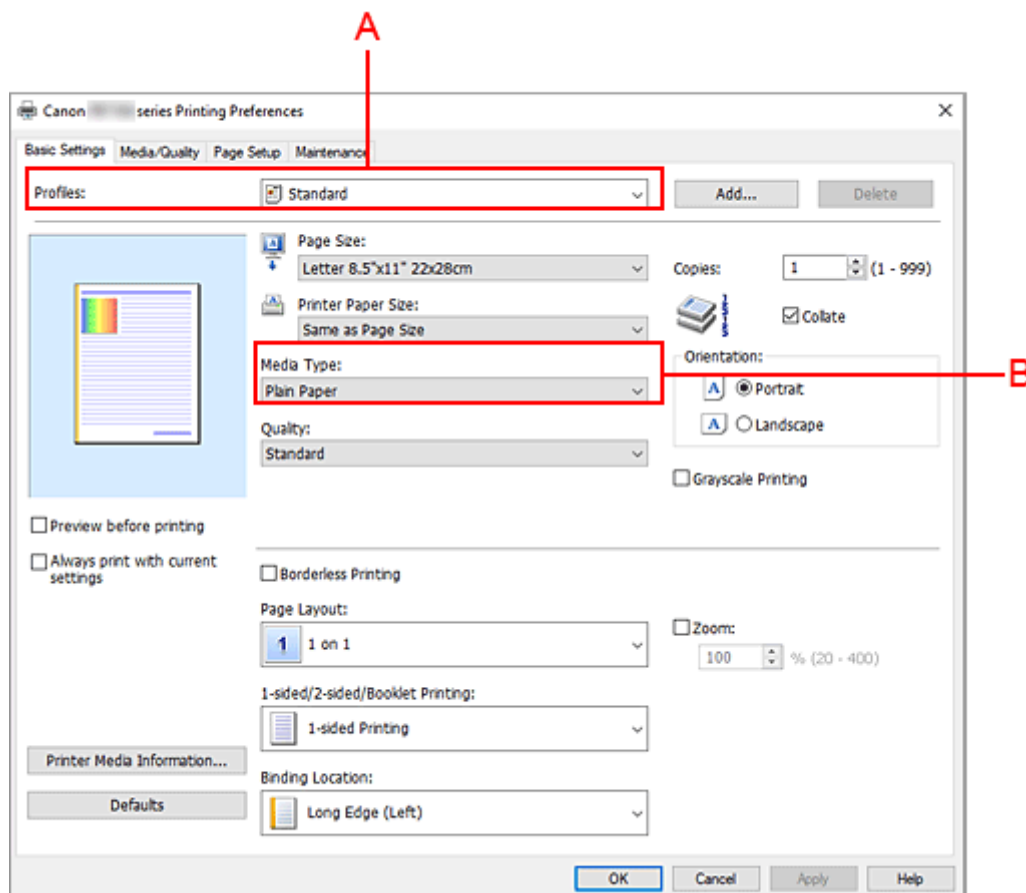 A
Canon series Printing Preferences
Basic Settings Media/Quality Page Setup Maintenance
Profiles: Standard Add... Delete
Page Size:
Letter 8.5"x11" 22x28cm
Copies: 1 (1 - 999)
Printer Paper Size:
Same as Page Size
Collate
Media Type:
Plain Paper
B
Orientation:
A Portrait
A Landscape
Quality:
Standard
Grayscale Printing
Preview before printing
Always print with current
settings
Borderless Printing
Page Layout:
1 1 on 1
Zoom:
100 % (20 - 400)
1-sided/2-sided/Booklet Printing:
1-sided Printing
Printer Media Information...
Defaults
Binding Location:
Long Edge (Left)
OK Cancel Apply Help